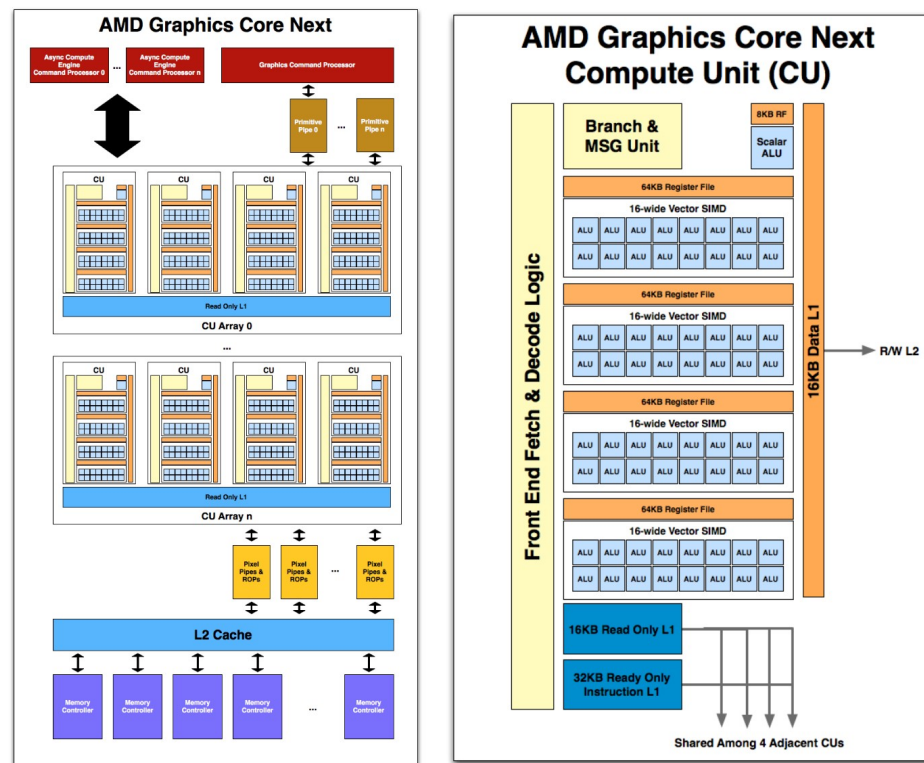 AMD Graphics Core Next
Async Compute
Engine
Command Processor 0
...
Async Compute
Engine
Command Processor n
Graphics Command Processor
Primitive
Pipe 0
...
Primitive
Pipe n
CU
CU
CU
CU
Read Only L1
CU Array 0
...
CU
CU
CU
CU
Read Only L1
CU Array n
Pixel
Pipes &
ROPs
Pixel
Pipes &
ROPs
...
Pixel
Pipes &
ROPs
L2 Cache
Memory
Controller
Memory
Controller
Memory
Controller
Memory
Controller
...
Memory
Controller
AMD Graphics Core Next
Compute Unit (CU)
Front End Fetch & Decode Logic
Branch &
MSG Unit
8KB RF
Scalar
ALU
64KB Register File
16-wide Vector SIMD
ALU ALU ALU ALU ALU ALU ALU ALU
ALU ALU ALU ALU ALU ALU ALU ALU
64KB Register File
16-wide Vector SIMD
ALU ALU ALU ALU ALU ALU ALU ALU
ALU ALU ALU ALU ALU ALU ALU ALU
64KB Register File
16-wide Vector SIMD
ALU ALU ALU ALU ALU ALU ALU ALU
ALU ALU ALU ALU ALU ALU ALU ALU
64KB Register File
16-wide Vector SIMD
ALU ALU ALU ALU ALU ALU ALU ALU
ALU ALU ALU ALU ALU ALU ALU ALU
16KB Data L1
R/W L2
16KB Read Only L1
32KB Ready Only
Instruction L1
Shared Among 4 Adjacent CUs